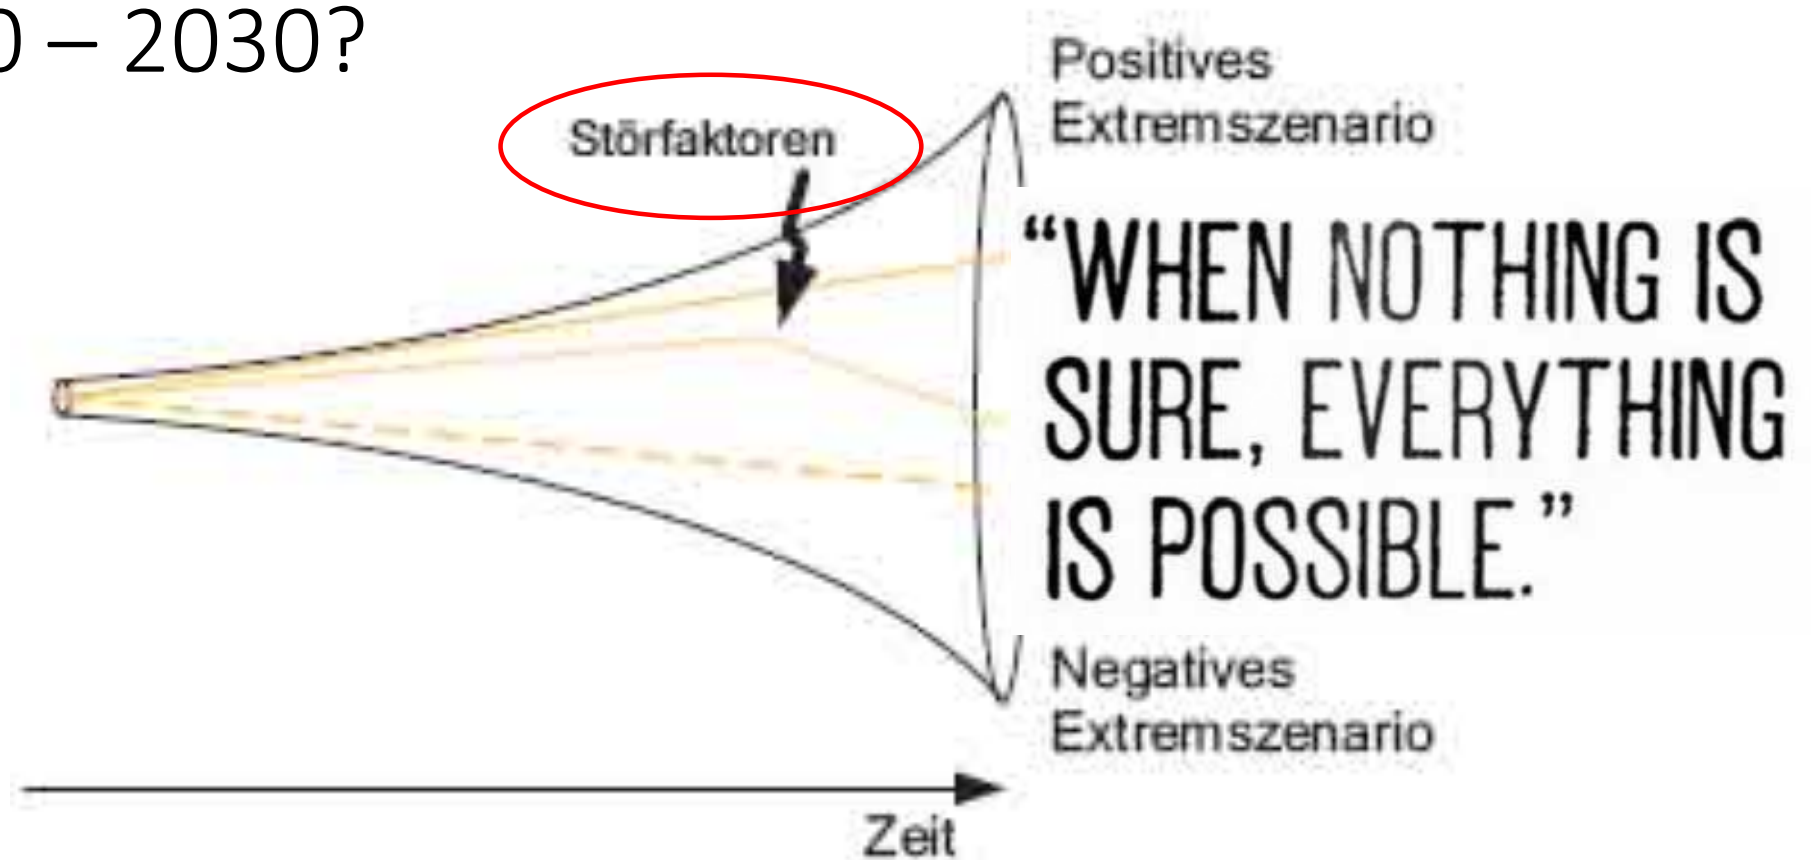 0 – 2030?
Störfaktoren
Positives
Extremszenario
“WHEN NOTHING IS
SURE, EVERYTHING
IS POSSIBLE.”
Negatives
Extremszenario
Zeit